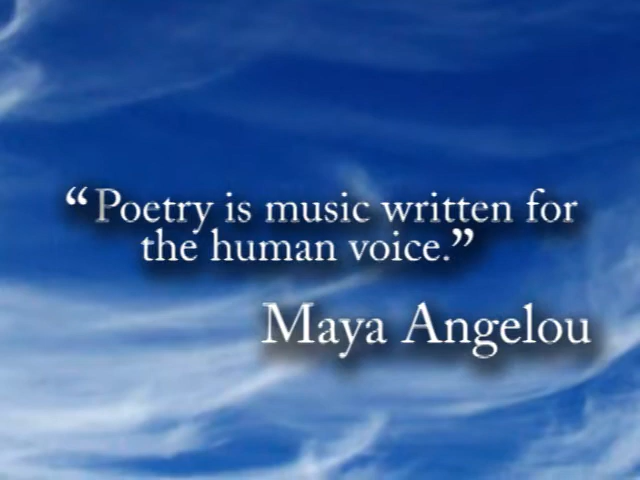 “Poetry is music written for
the human voice.”
Maya Angelou